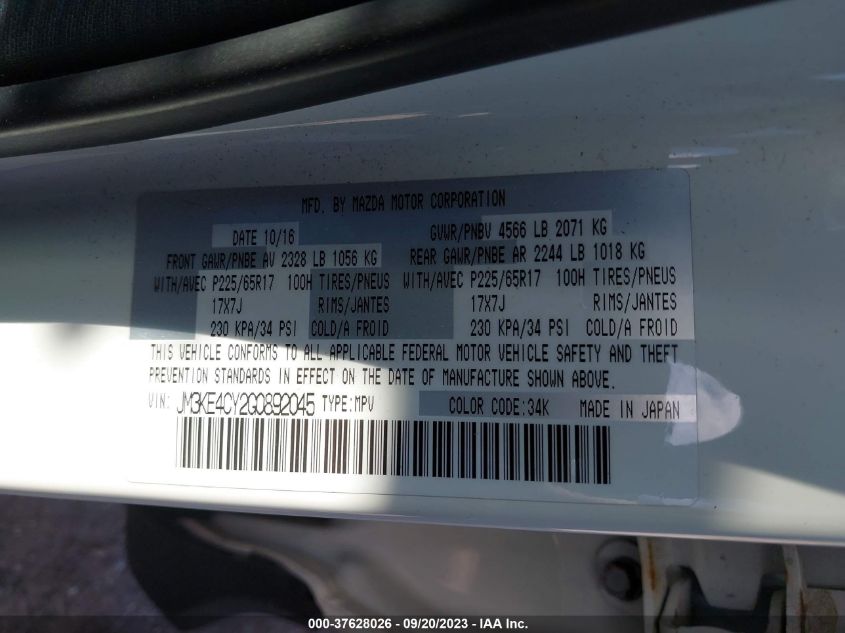 MFD. BY MAZDA MOTOR CORPORATION
DATE 10/16 GVWR/PNBV 4566 LB 2071 KG
FRONT GAWR/PNBE AV 2328 LB 1056 KG REAR GAWR/PNBE AR 2244 LB 1018 KG
WITH/AVEC P225/65R17 100H TIRES/PNEUS WITH/AVEC P225/65R17 100H TIRES/PNEUS
17X7J RIMS/JANTES 17X7J RIMS/JANTES
230 KPA/34 PSI COLD/A FROID 230 KPA/34 PSI COLD/A FROID
THIS VEHICLE CONFORMS TO ALL APPLICABLE FEDERAL MOTOR VEHICLE SAFETY AND THEFT
PREVENTION STANDARDS IN EFFECT ON THE DATE OF MANUFACTURE SHOWN ABOVE.
VIN: JM3KE4CY2G0892045 TYPE:MPV COLOR CODE:34K MADE IN JAPAN
000-37628026 - 09/20/2023 - IAA Inc.